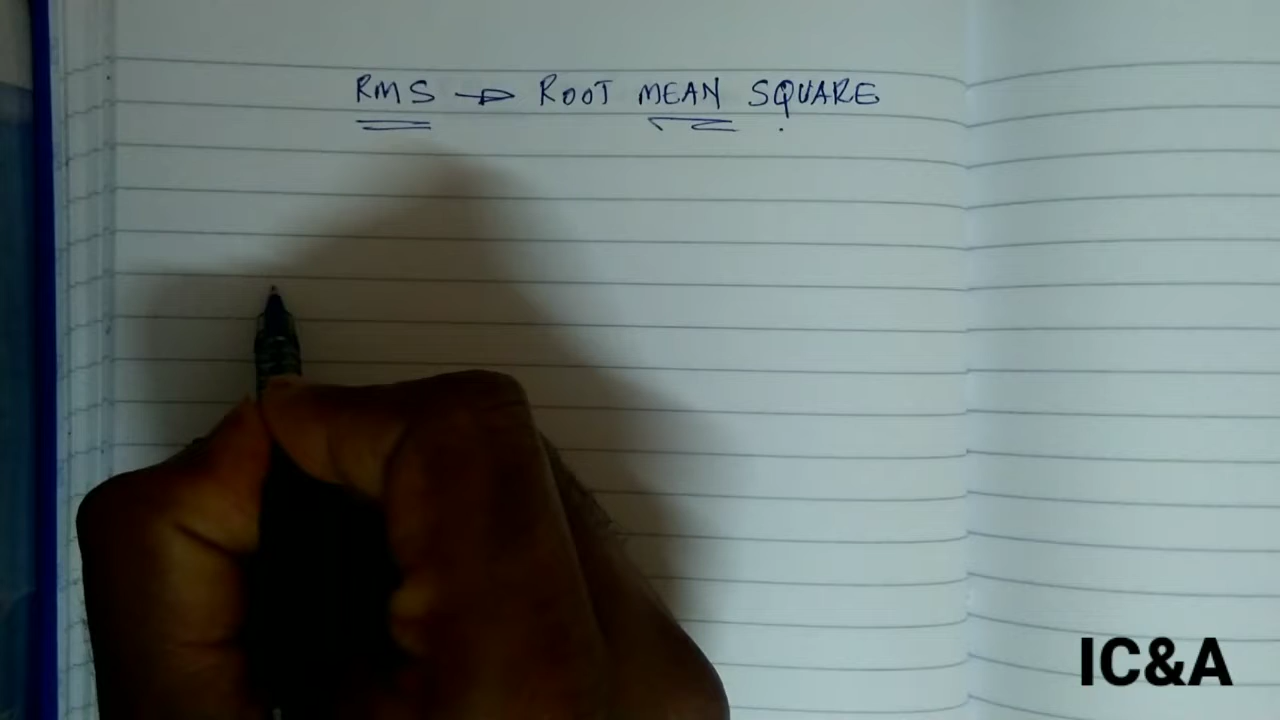 RMS → ROOT MEAN SQUARE
IC&A